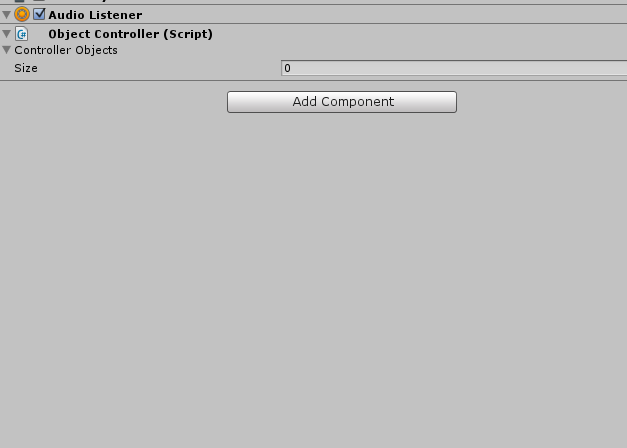 Audio Listener
Object Controller (Script)
Controller Objects
Size 0
Add Component